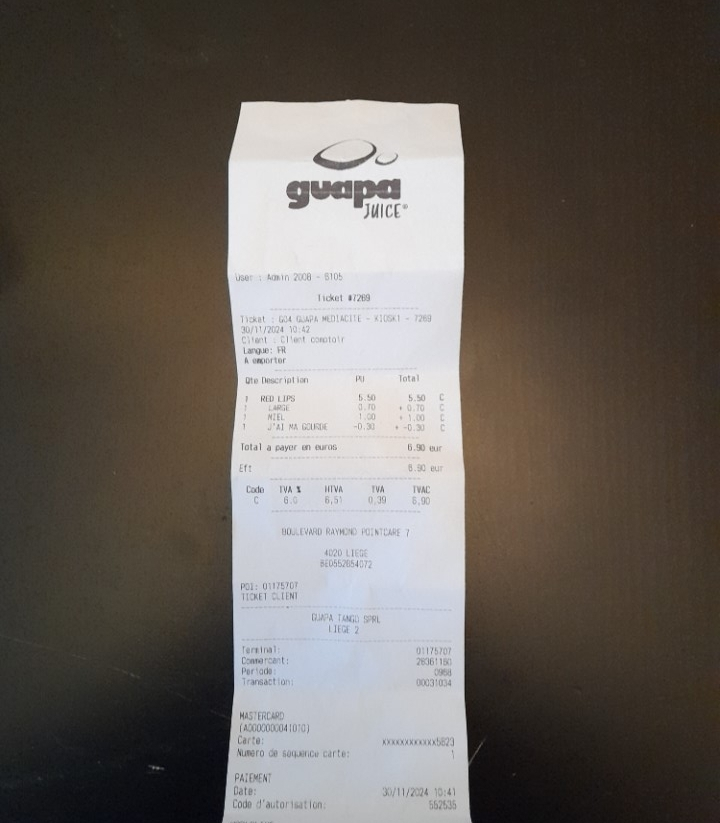 guapa
JUICE®
User : Admin 2008 - 6105
Ticket #7269
Ticket : G04 GUAPA MEDIACITE - KIOSK1 - 7269
30/11/2024 10:42
Client : Client comptoir
Langue: FR
A emporter
Qte Description PU Total
1 RED LIPS 5.50 5.50 C
1 LARGE 0.70 + 0.70 C
1 MIEL 1.00 + 1.00 C
1 J'AI MA GOURDE -0.30 + -0.30 C
Total a payer en euros 6.90 eur
Eft 6.90 eur
Code TVA % HTVA TVA TVAC
C 6.0 6.51 0.39 6.90
BOULEVARD RAYMOND POINTCARE 7
4020 LIEGE
BE0552654072
POI: 01175707
TICKET CLIENT
GUAPA TANGO SPRL
LIEGE 2
Terminal: 01175707
Commercant: 26361150
Periode: 0968
Transaction: 00031034
MASTERCARD
(A0000000041010)
Carte: xxxxxxxxxxxx5823
Numero de sequence carte: 1
PAIEMENT
Date: 30/11/2024 10:41
Code d'autorisation: 552535